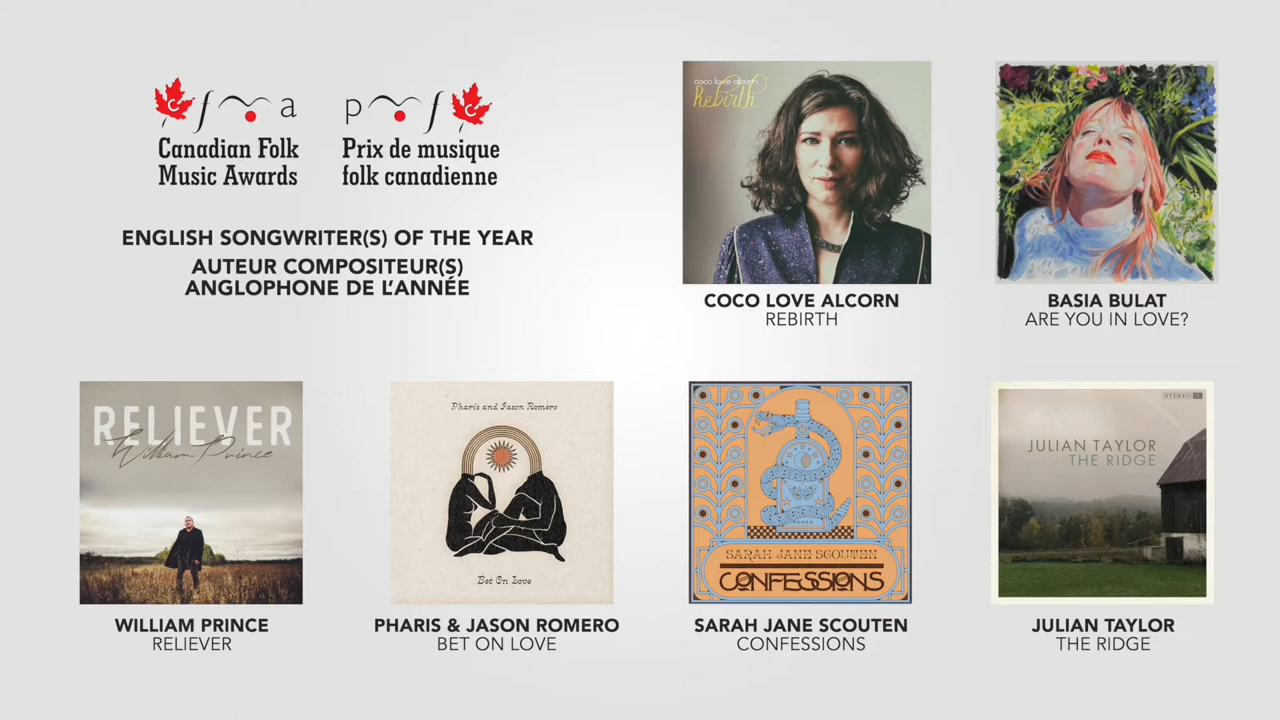 cfma
Canadian Folk
Music Awards
pmfc
Prix de musique
folk canadienne
ENGLISH SONGWRITER(S) OF THE YEAR
AUTEUR COMPOSITEUR(S)
ANGLOPHONE DE L'ANNÉE
coco love alcorn
Rebirth
COCO LOVE ALCORN
REBIRTH
BASIA BULAT
ARE YOU IN LOVE?
RELIEVER
William Prince
WILLIAM PRINCE
RELIEVER
Pharis and Jason Romero
Bet On Love
PHARIS & JASON ROMERO
BET ON LOVE
SARAH JANE SCOUTEN
CONFESSIONS
SARAH JANE SCOUTEN
CONFESSIONS
STEREO
JULIAN TAYLOR
THE RIDGE
JULIAN TAYLOR
THE RIDGE